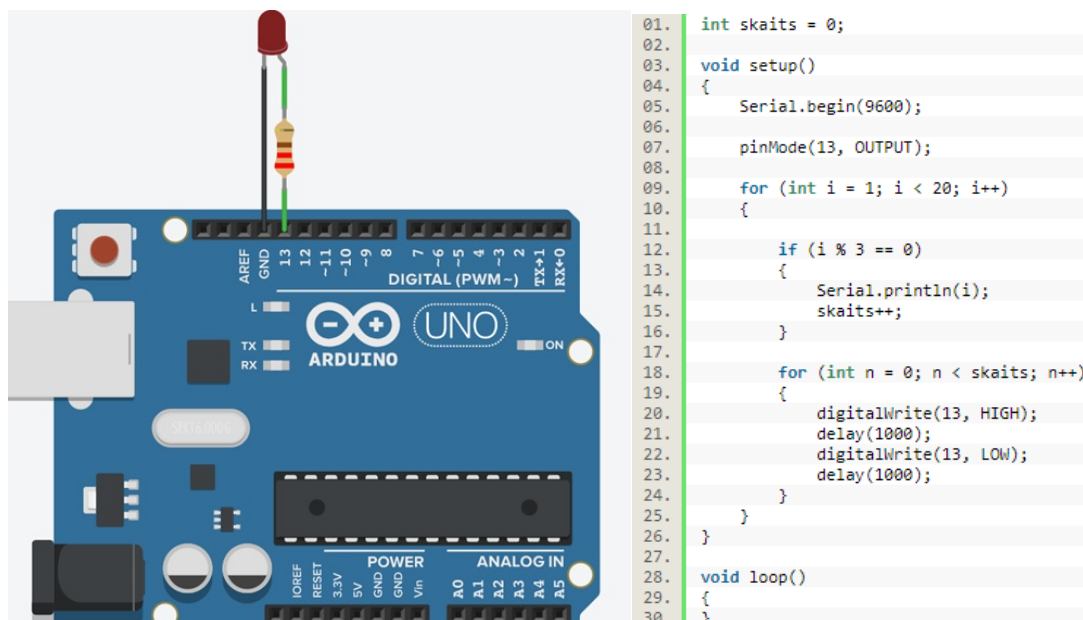 AREF
GND
13
12
~11
~10
~9
8
7
~6
~5
4
~3
2
TX→1
RX←0
DIGITAL (PWM~)
L
TX
RX
ARDUINO
UNO
ON
POWER
ANALOG IN
IOREF
RESET
3.3V
5V
GND
GND
Vin
A0
A1
A2
A3
A4
A5
01. int skaits = 0;
02.
03. void setup()
04. {
05. Serial.begin(9600);
06.
07. pinMode(13, OUTPUT);
08.
09. for (int i = 1; i < 20; i++)
10. {
11.
12. if (i % 3 == 0)
13. {
14. Serial.println(i);
15. skaits++;
16. }
17.
18. for (int n = 0; n < skaits; n++)
19. {
20. digitalWrite(13, HIGH);
21. delay(1000);
22. digitalWrite(13, LOW);
23. delay(1000);
24. }
25. }
26. }
27.
28. void loop()
29. {
30. }